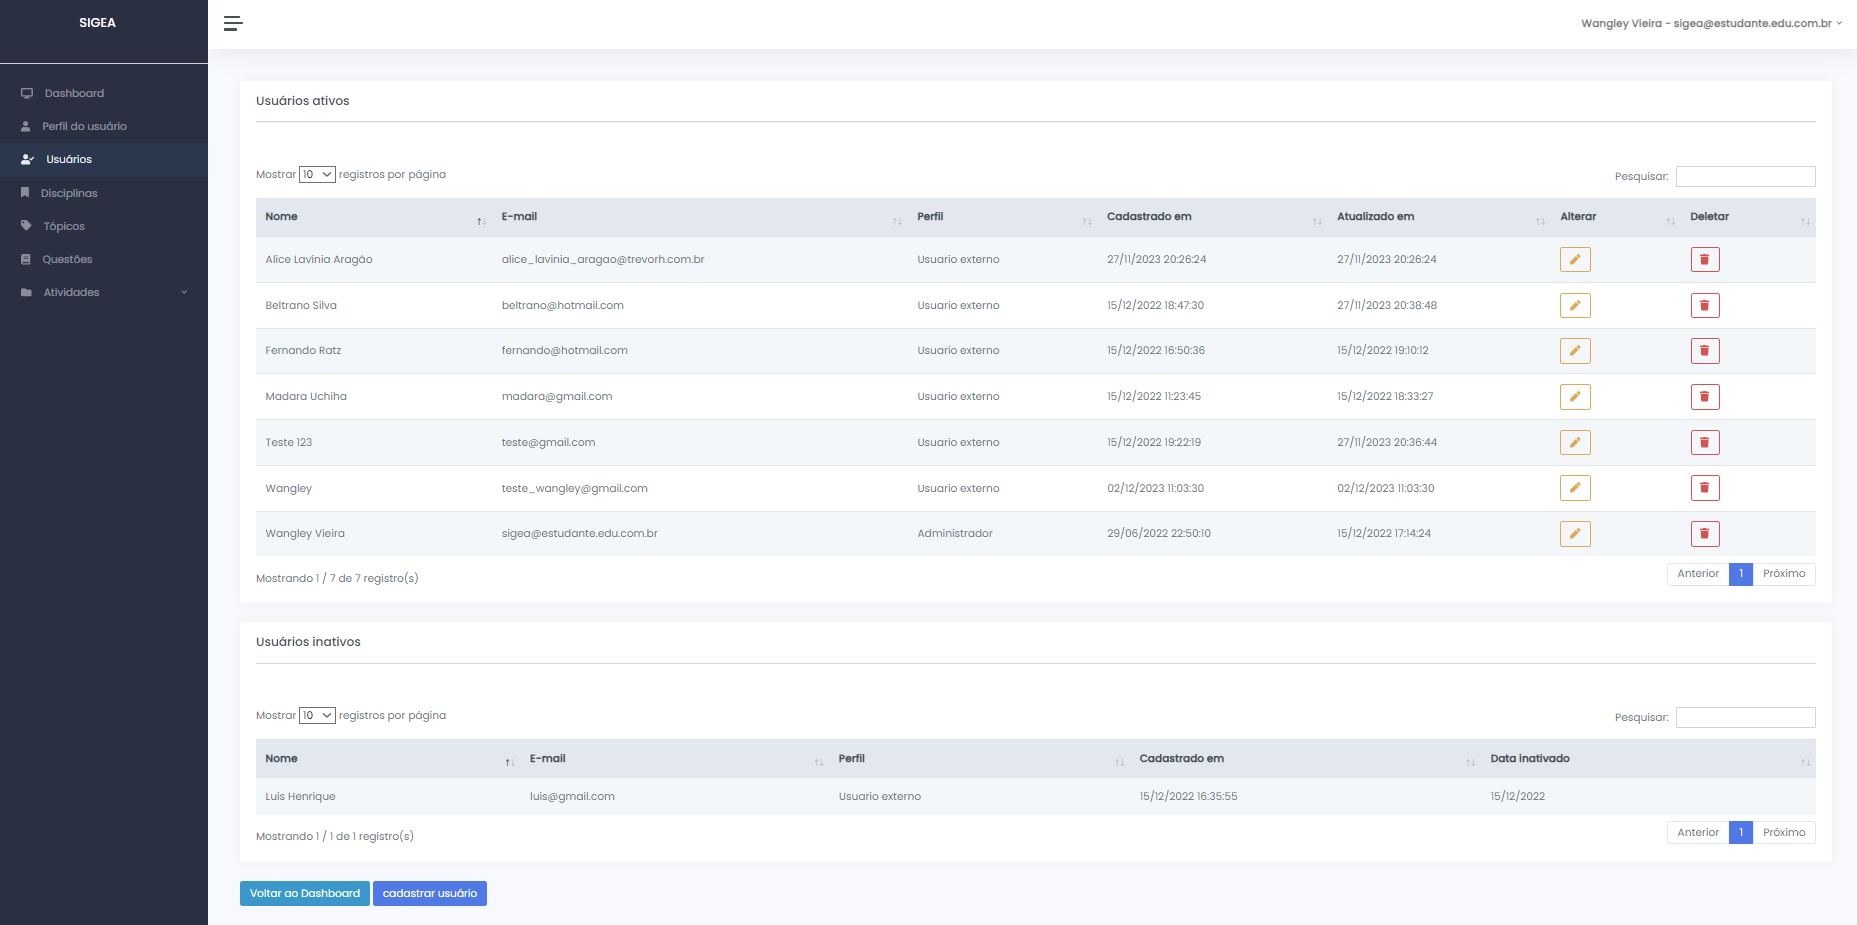 SIGEA
Wangley Vieira - sigea@estudante.edu.com.br
Dashboard
Perfil do usuário
Usuários
Disciplinas
Tópicos
Questões
Atividades
Usuários ativos
Mostrar 10 registros por página
Pesquisar:
Nome E-mail Perfil Cadastrado em Atualizado em Alterar Deletar
Alice Lavinia Aragão alice_lavinia_aragao@trevorh.com.br Usuario externo 27/11/2023 20:26:24 27/11/2023 20:26:24
Beltrano Silva beltrano@hotmail.com Usuario externo 15/12/2022 18:47:30 27/11/2023 20:38:48
Fernando Ratz fernando@hotmail.com Usuario externo 15/12/2022 16:50:36 15/12/2022 19:10:12
Madara Uchiha madara@gmail.com Usuario externo 15/12/2022 11:23:45 15/12/2022 18:33:27
Teste 123 teste@gmail.com Usuario externo 15/12/2022 19:22:19 27/11/2023 20:36:44
Wangley teste_wangley@gmail.com Usuario externo 02/12/2023 11:03:30 02/12/2023 11:03:30
Wangley Vieira sigea@estudante.edu.com.br Administrador 29/06/2022 22:50:10 15/12/2022 17:14:24
Mostrando 1 / 7 de 7 registro(s)
Anterior 1 Próximo
Usuários inativos
Mostrar 10 registros por página
Pesquisar:
Nome E-mail Perfil Cadastrado em Data inativado
Luis Henrique luis@gmail.com Usuario externo 15/12/2022 16:35:55 15/12/2022
Mostrando 1 / 1 de 1 registro(s)
Anterior 1 Próximo
Voltar ao Dashboard cadastrar usuário